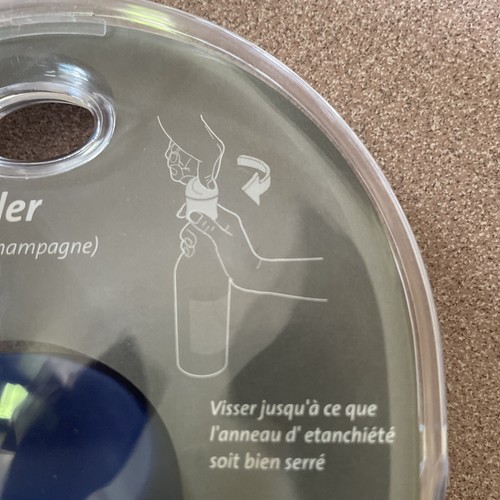 ler
hampagne)
Visser jusqu'à ce que
l'anneau d' etanchiété
soit bien serré